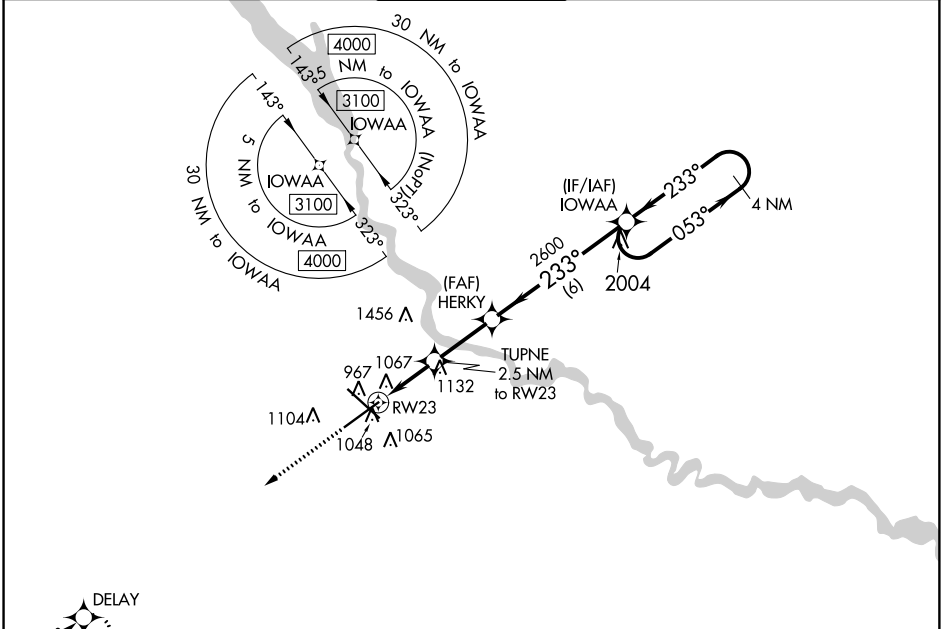 30 NM to IOWAA
4000
143°
5 NM to IOWAA (NoPT)
3100
IOWAA
323°
143°
30 NM to IOWAA
5 NM to IOWAA
IOWAA
3100
323°
4000
(IF/IAF)
IOWAA
233°
053°
4 NM
2004
2600
233°
(6)
(FAF)
HERKY
1456
TUPNE
2.5 NM
to RW23
1132
1067
967
RW23
1104
1048
1065
DELAY